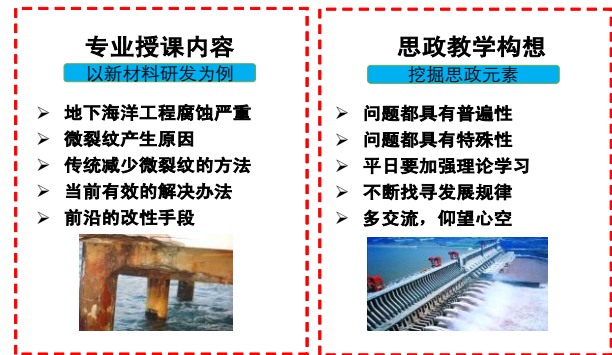 专业授课内容
以新材料研发为例
地下海洋工程腐蚀严重
微裂纹产生原因
传统减少微裂纹的方法
当前有效的解决办法
前沿的改性手段
思政教学构想
挖掘思政元素
问题都具有普遍性
问题都具有特殊性
平日要加强理论学习
不断找寻发展规律
多交流，仰望心空